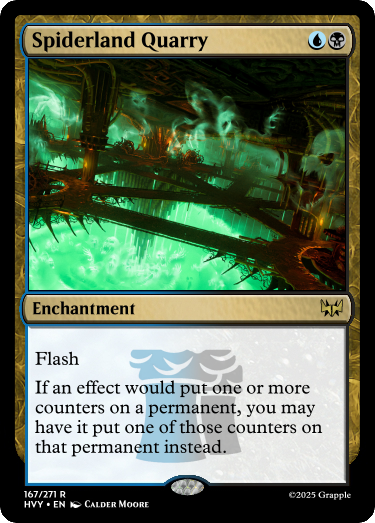 Spiderland Quarry
Enchantment
Flash
If an effect would put one or more
counters on a permanent, you may
have it put one of those counters on
that permanent instead.
167/271 R
HVY • EN Calder Moore
©2025 Grapple